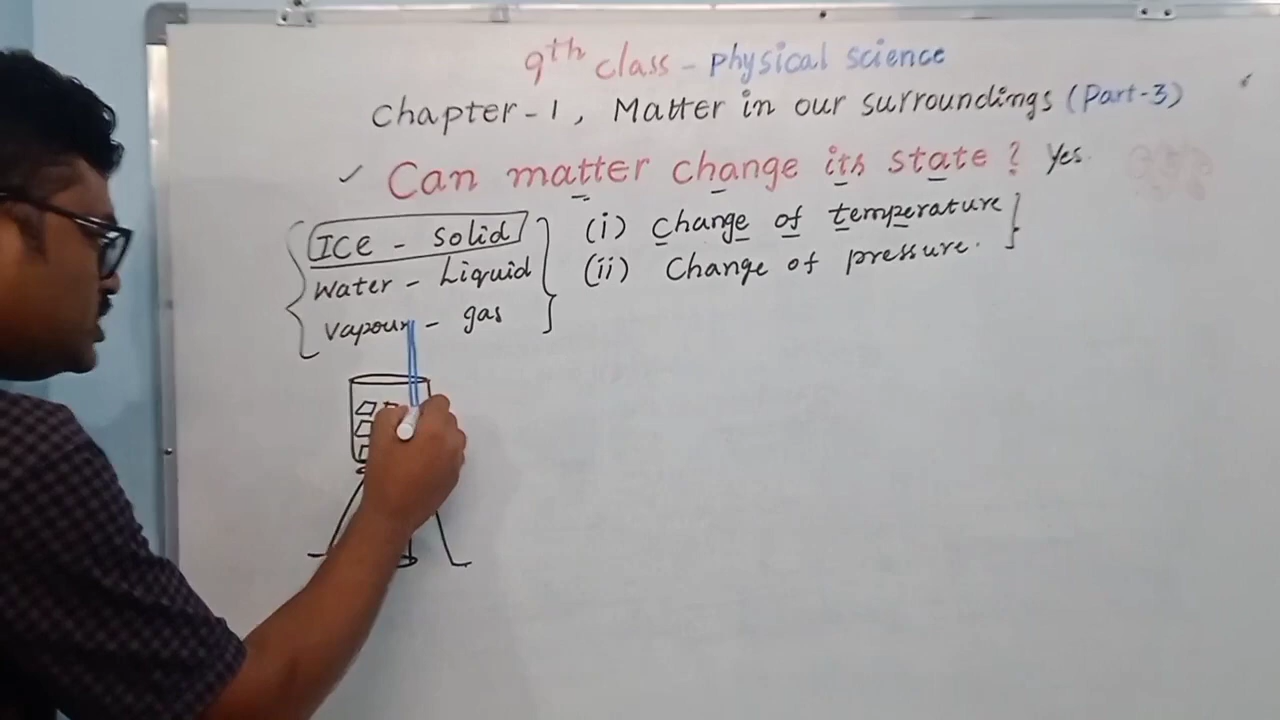 9th class - physical science
Chapter-1, Matter in our surroundings (Part-3)
✓ Can matter change its state? Yes.
ICE - Solid
Water - Liquid
Vapour - gas
(i) Change of temperature
(ii) Change of pressure.